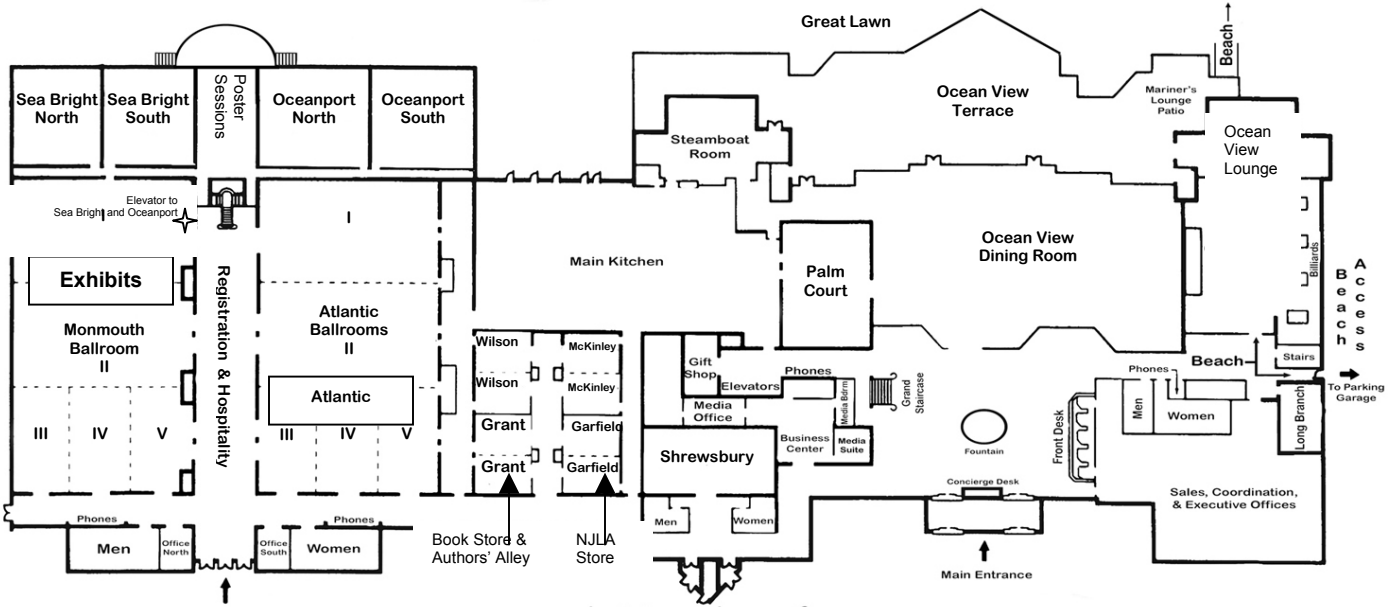 Great Lawn
Beach
Sea Bright
North
Sea Bright
South
Poster
Sessions
Oceanport
North
Oceanport
South
Ocean View
Terrace
Mariner's
Lounge
Patio
Steamboat
Room
Ocean
View
Lounge
Elevator to
Sea Bright and Oceanport
I
I
Exhibits
Monmouth
Ballroom
II
III
IV
V
Registration & Hospitality
Atlantic
Ballrooms
II
Atlantic
III
IV
V
Main Kitchen
Palm
Court
Ocean View
Dining Room
Billiards
Beach
Access
Wilson
McKinley
Wilson
McKinley
Grant
Garfield
Grant
Garfield
Gift
Shop
Elevators
Phones
Media
Office
Media Bdrm
Grand
Staircase
Business
Center
Media
Suite
Shrewsbury
Fountain
Front Desk
Phones
Beach
Stairs
To Parking
Garage
Men
Women
Long Branch
Concierge Desk
Sales, Coordination,
& Executive Offices
Phones
Phones
Men
Office
North
Office
South
Women
Book Store &
Authors' Alley
NJLA
Store
Men
Women
Main Entrance